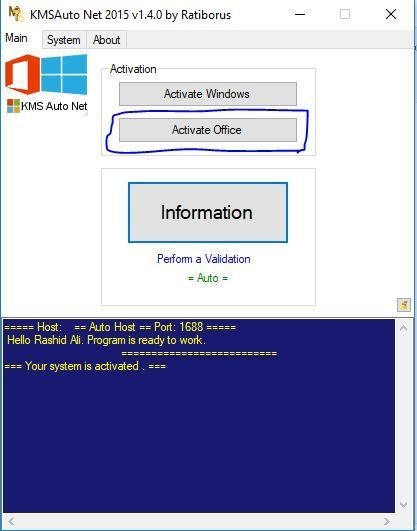 KMSAuto Net 2015 v1.4.0 by Ratiborus
Main System About
KMS Auto Net
Activation
Activate Windows
Activate Office
Information
Perform a Validation
= Auto =
===== Host: == Auto Host == Port: 1688 =====
Hello Rashid Ali. Program is ready to work.
==========================
=== Your system is activated . ===